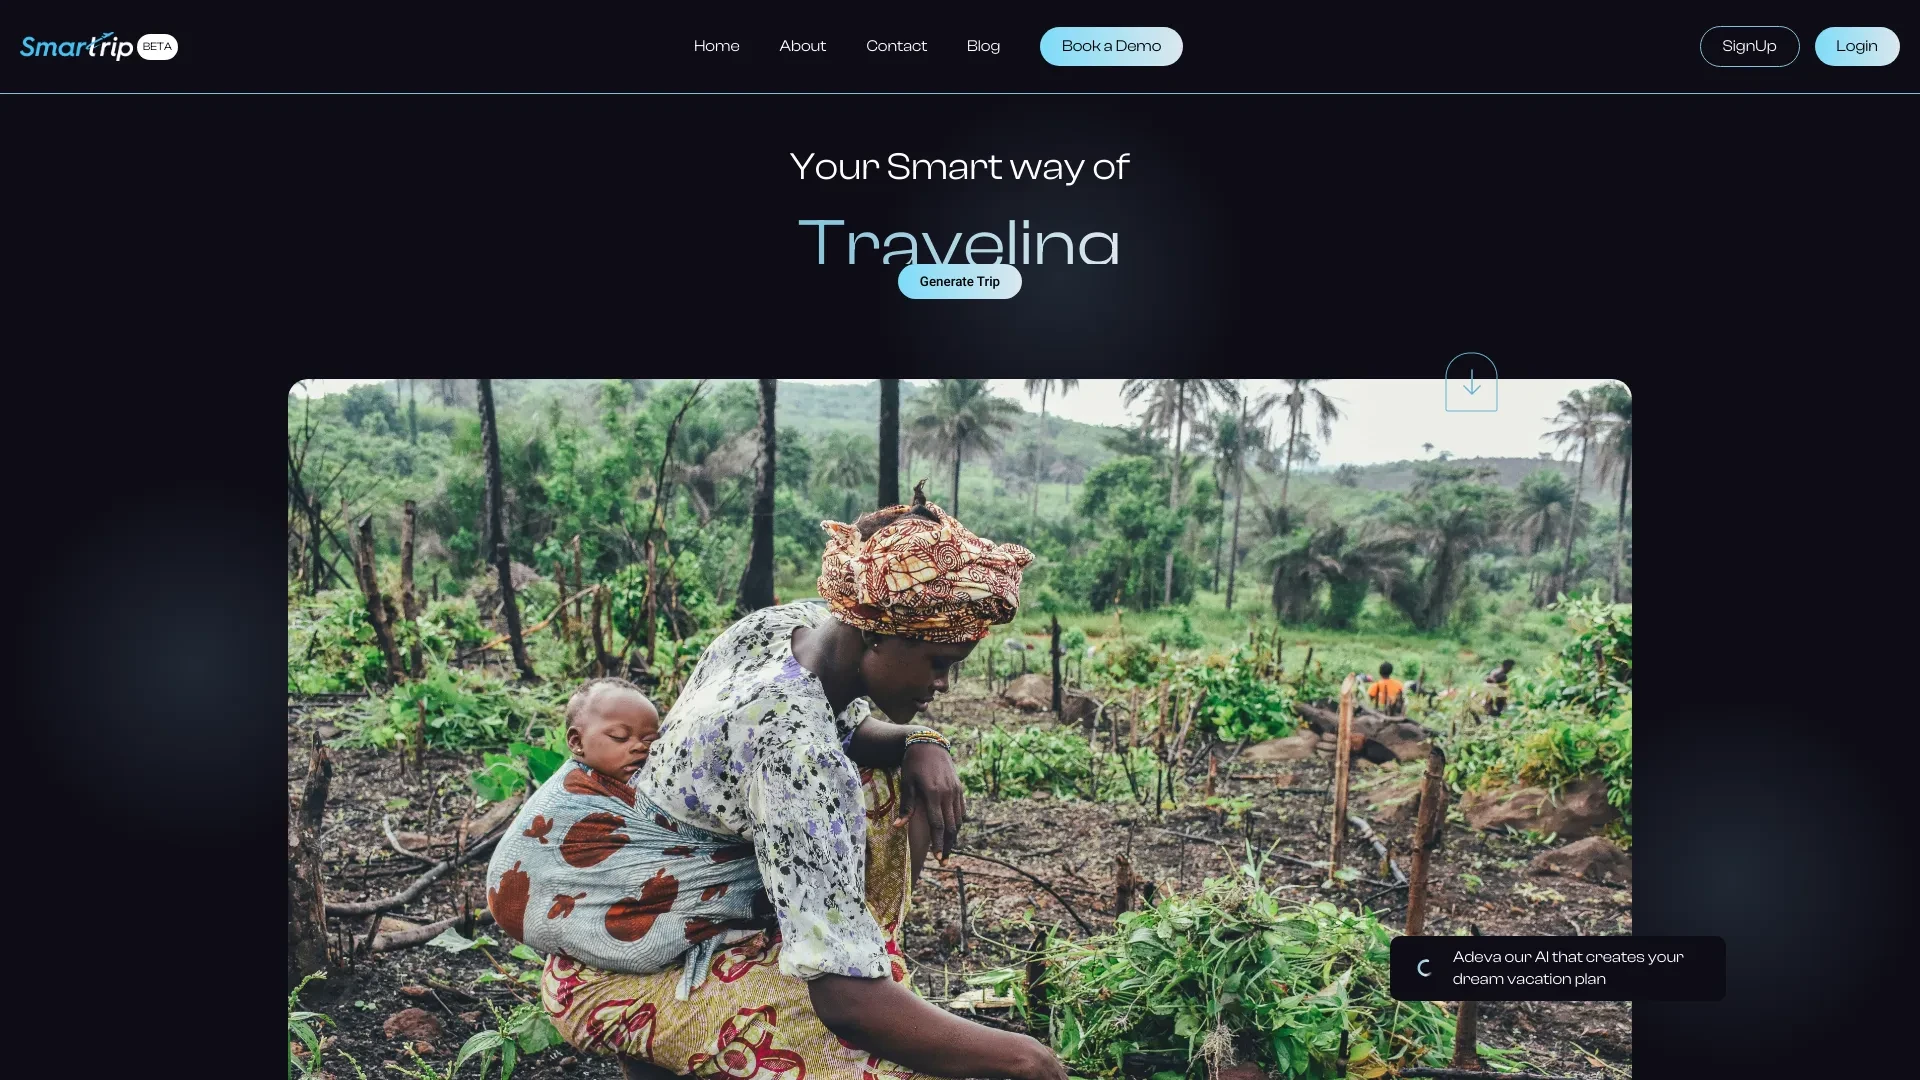 Smartrip BETA
Home
About
Contact
Blog
Book a Demo
SignUp
Login
Your Smart way of
Traveling
Generate Trip
Adeva our AI that creates your
dream vacation plan